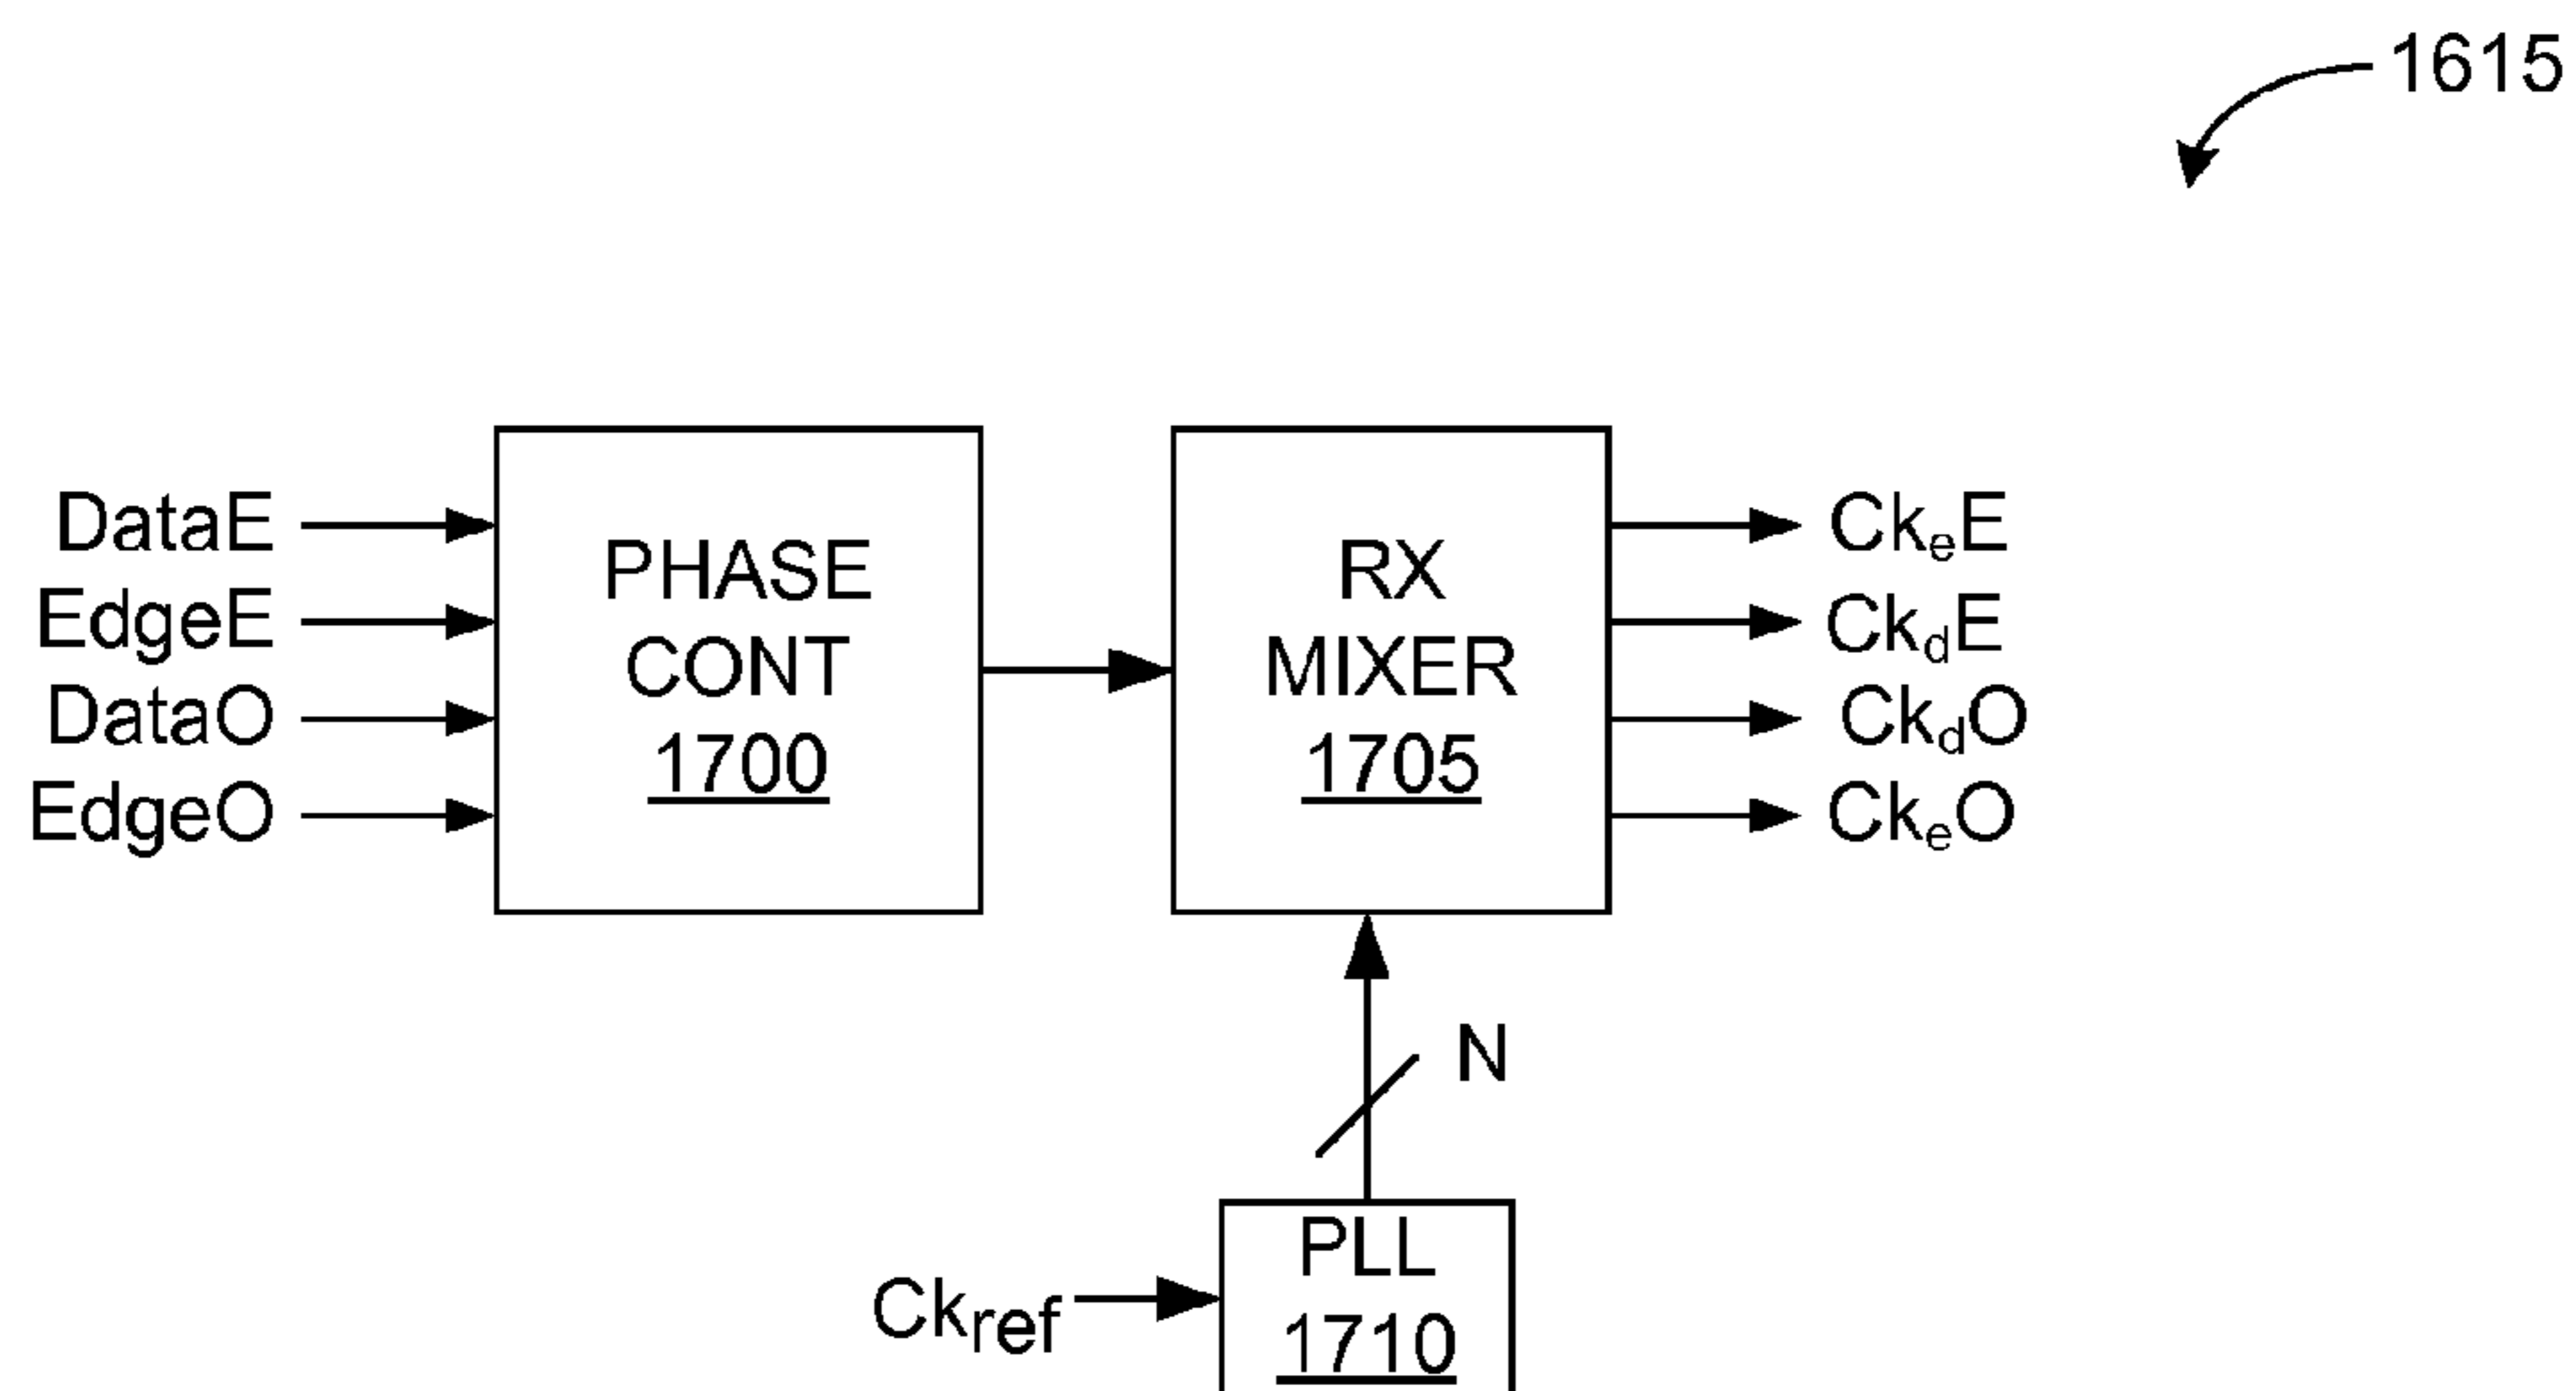 1615
DataE
EdgeE
DataO
EdgeO
PHASE
CONT
1700
RX
MIXER
1705
CkeE
CkdE
CkdO
CkeO
N
Ckref
PLL
1710